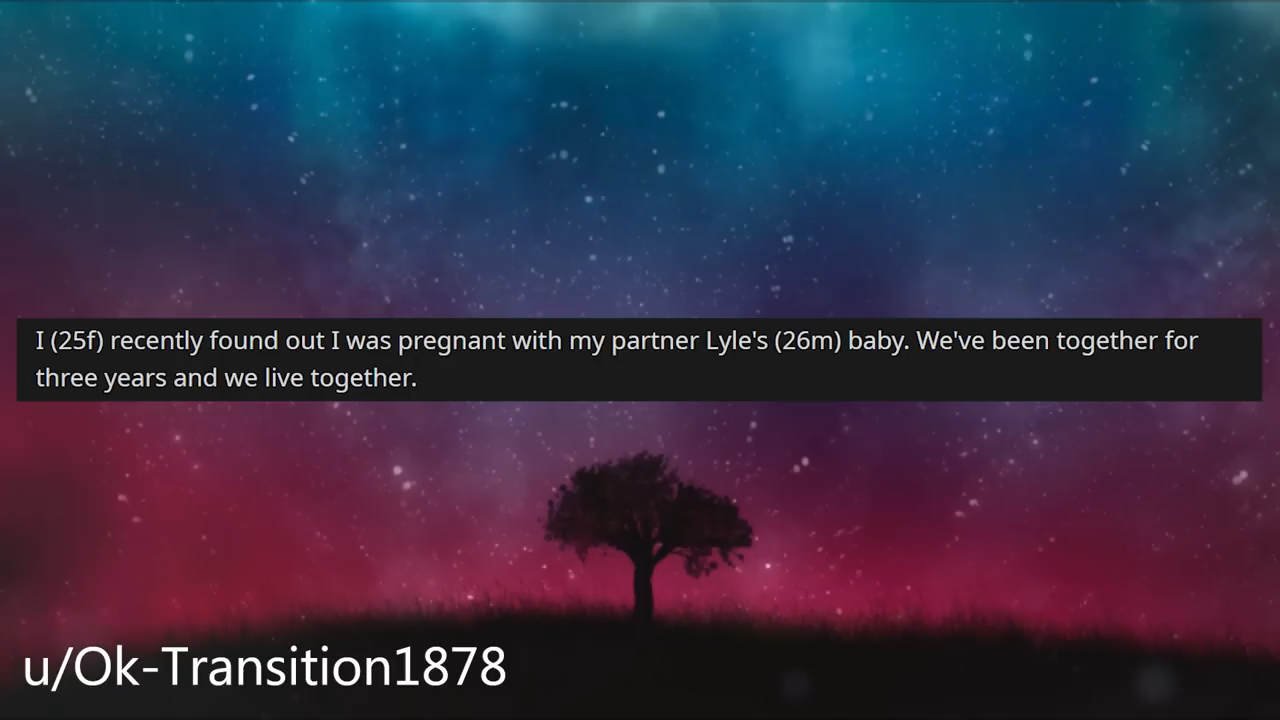 I (25f) recently found out I was pregnant with my partner Lyle's (26m) baby. We've been together for
three years and we live together.
u/Ok-Transition1878